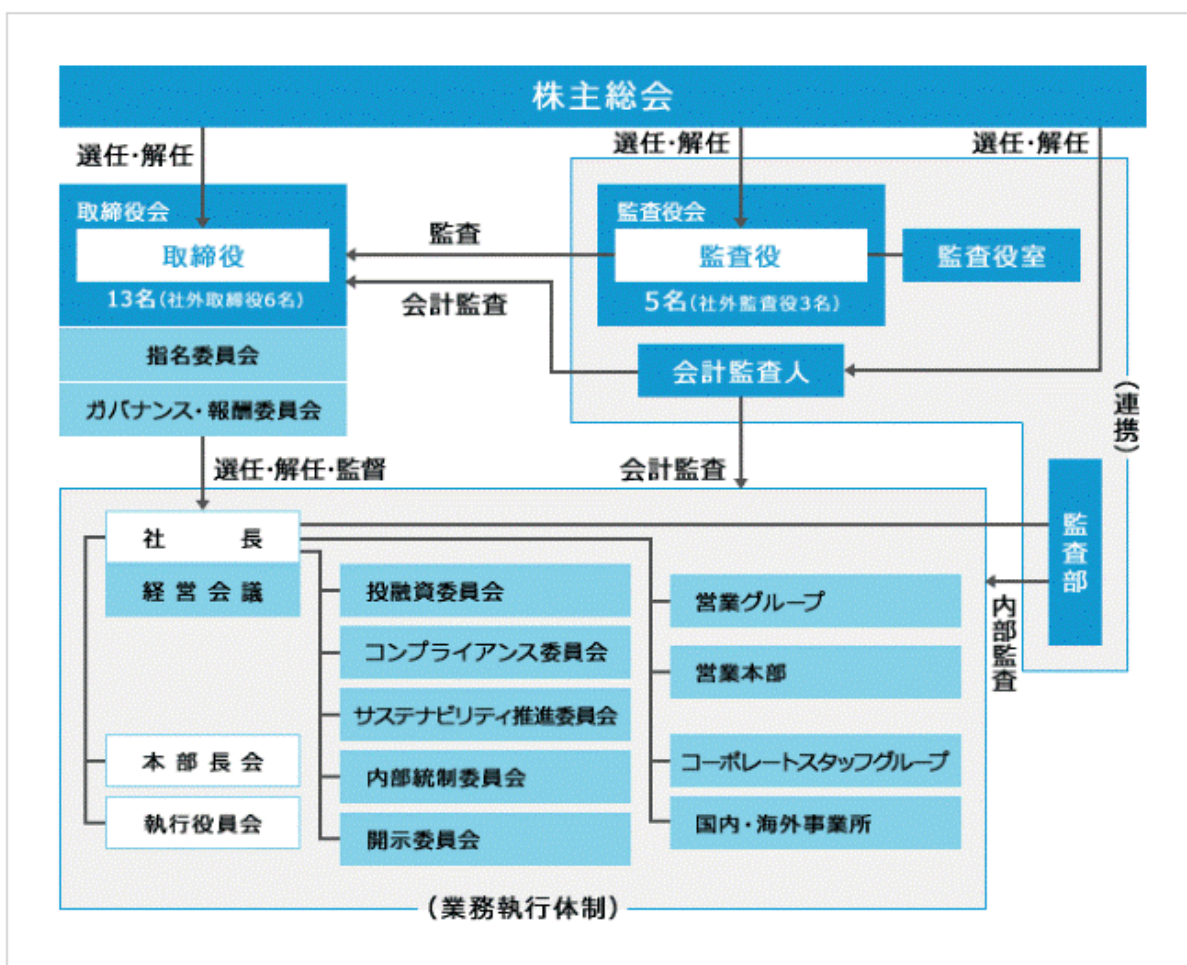 株主総会
選任・解任
選任・解任
選任・解任
取締役会
取締役
13名(社外取締役6名)
指名委員会
ガバナンス・報酬委員会
監査
会計監査
監査役会
監査役
5名(社外監査役3名)
監査役室
会計監査人
(連携)
選任・解任・監督
会計監査
監査部
内部監査
社長
経営会議
本部長会
執行役員会
投融資委員会
コンプライアンス委員会
サステナビリティ推進委員会
内部統制委員会
開示委員会
営業グループ
営業本部
コーポレートスタッフグループ
国内・海外事業所
(業務執行体制)